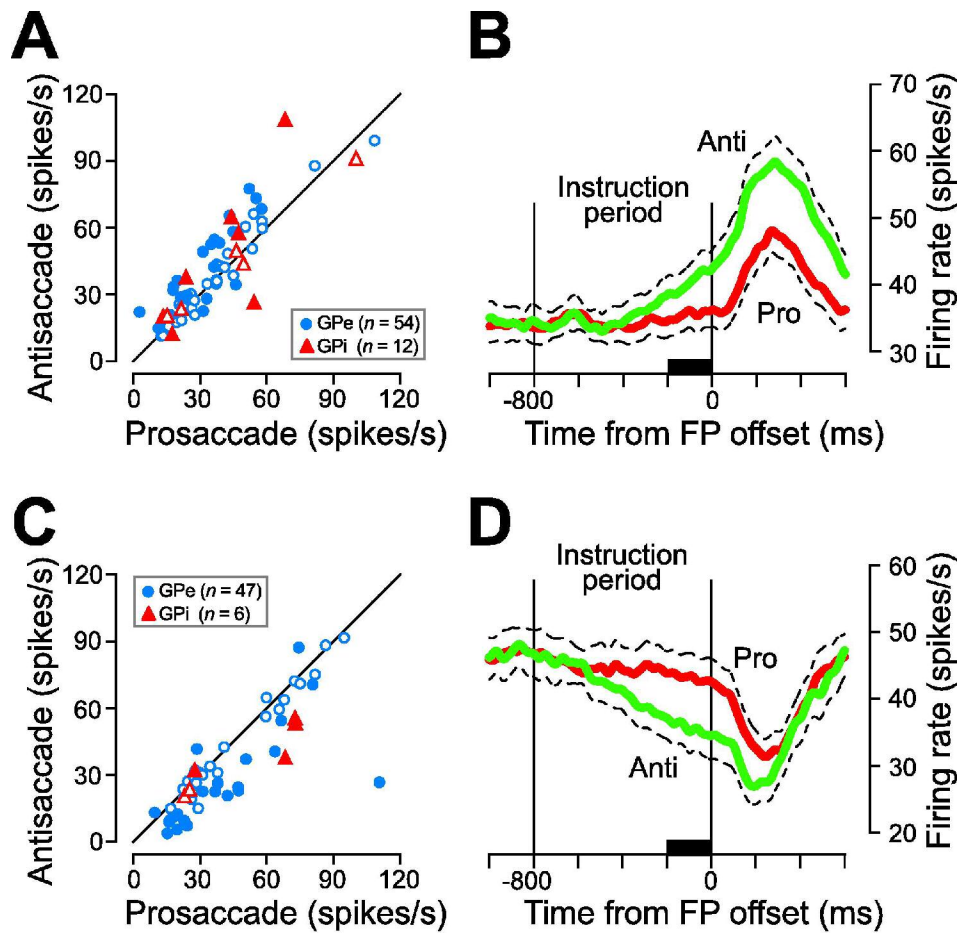 A
Antisaccade (spikes/s)
120
90
60
30
0
GPe (n = 54)
GPi (n = 12)
0
30
60
90
120
Prosaccade (spikes/s)
B
Instruction
period
Anti
Pro
70
60
50
40
30
Firing rate (spikes/s)
-800
0
Time from FP offset (ms)
C
Antisaccade (spikes/s)
120
90
60
30
0
GPe (n = 47)
GPi (n = 6)
0
30
60
90
120
Prosaccade (spikes/s)
D
Instruction
period
Pro
Anti
60
50
40
30
20
Firing rate (spikes/s)
-800
0
Time from FP offset (ms)